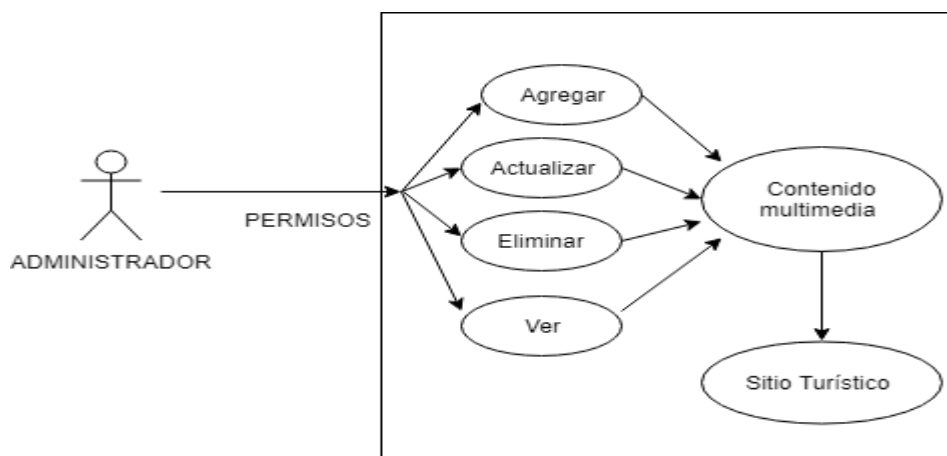 Agregar
Actualizar
Eliminar
Ver
PERMISOS
ADMINISTRADOR
Contenido
multimedia
Sitio Turístico